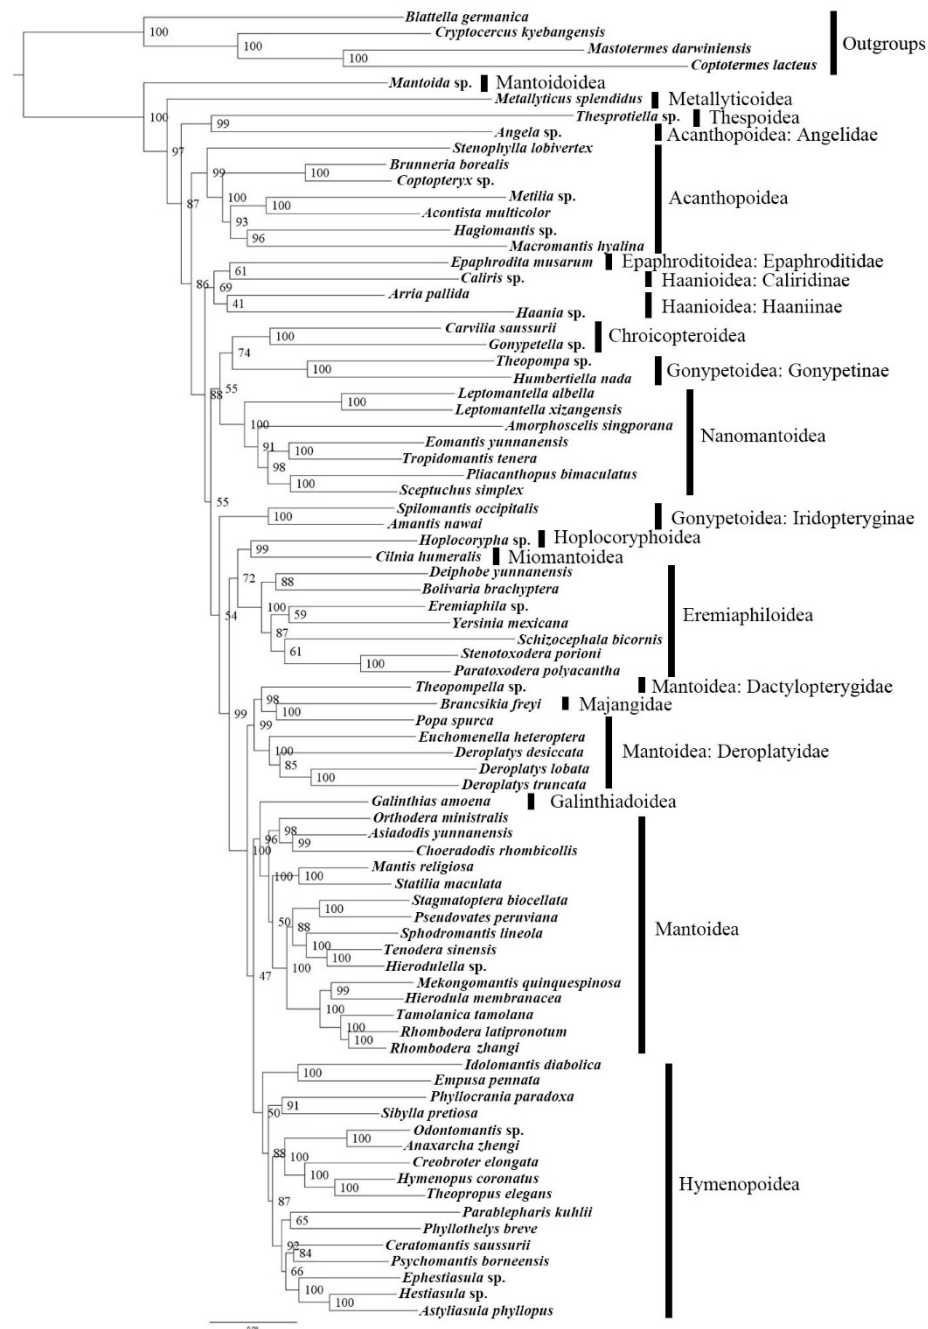 Blattella germanica
100
Cryptocercus kyebangensis
100
Mastotermes darwiniensis
100
Coptotermes lacteus
Outgroups
Mantoida sp. Mantoidoidea
100
Metallyticus splendidus Metallyticoidea
Thesprotiella sp. Thespoidea
99
Angela sp. Acanthopoidea: Angelidae
97
Stenophylla lobivertex
99
Brunneria borealis
100
Coptopteryx sp.
100
Metilia sp.
100
Acontista multicolor
93
Hagiomantis sp.
96
Macromantis hyalina
Acanthopoidea
87
Epaphrodita musarum Epaphroditoidea: Epaphroditidae
61
Caliris sp. Haanioidea: Caliridinae
86
69
Arria pallida
41
Haania sp.
Haanioidea: Haaniinae
Carvilia saussurii
100
Gonypetella sp.
Chroicopteroidea
74
Theopompa sp.
100
Humbertiella nada
Gonypetoidea: Gonypetinae
88
55
Leptomantella albella
100
Leptomantella xizangensis
100
Amorphoscelis singporana
91
Eomantis yunnanensis
100
Tropidomantis tenera
98
Pliacanthopus bimaculatus
100
Sceptuchus simplex
Nanomantoidea
55
Spilomantis occipitalis
100
Amantis nawai
Gonypetoidea: Iridopteryginae
Hoplocorypha sp. Hoplocoryphoidea
99
Cilnia humeralis Miomantoidea
72
Deiphobe yunnanensis
88
Bolivaria brachyptera
100
Eremiaphila sp.
59
Yersinia mexicana
87
Schizocephala bicornis
61
Stenotoxodera porioni
100
Paratoxodera polyacantha
Eremiaphiloidea
54
Theopompella sp. Mantoidea: Dactylopterygidae
98
Brancsikia freyi Majangidae
100
Popa spurca
99
99
Euchomenella heteroptera
100
Deroplatys desiccata
85
Deroplatys lobata
100
Deroplatys truncata
Mantoidea: Deroplatyidae
Galinthias amoena Galinthiadoidea
Orthodera ministralis
98
Asiadodis yunnanensis
96
99
Choeradodis rhombicollis
100
Mantis religiosa
100
100
Statilia maculata
Stagmatoptera biocellata
100
Pseudovates peruviana
50
88
Sphodromantis lineola
100
Tenodera sinensis
100
Hierodulella sp.
100
Mekongomantis quinquespinosa
99
Hierodula membranacea
100
Tamolanica tamolana
100
Rhombodera latipronotum
100
Rhombodera zhangi
Mantoidea
47
Idolomantis diabolica
100
Empusa pennata
Phyllocrania paradoxa
91
50
Sibylla pretiosa
Odontomantis sp.
100
Anaxarcha zhengi
88
100
Creobroter elongata
100
Hymenopus coronatus
100
Theopropus elegans
87
Parablepharis kuhlii
65
Phyllothelys breve
92
Ceratomantis saussurii
84
Psychomantis borneensis
66
Ephestiasula sp.
100
Hestiasula sp.
100
Astyliasula phyllopus
Hymenopoidea